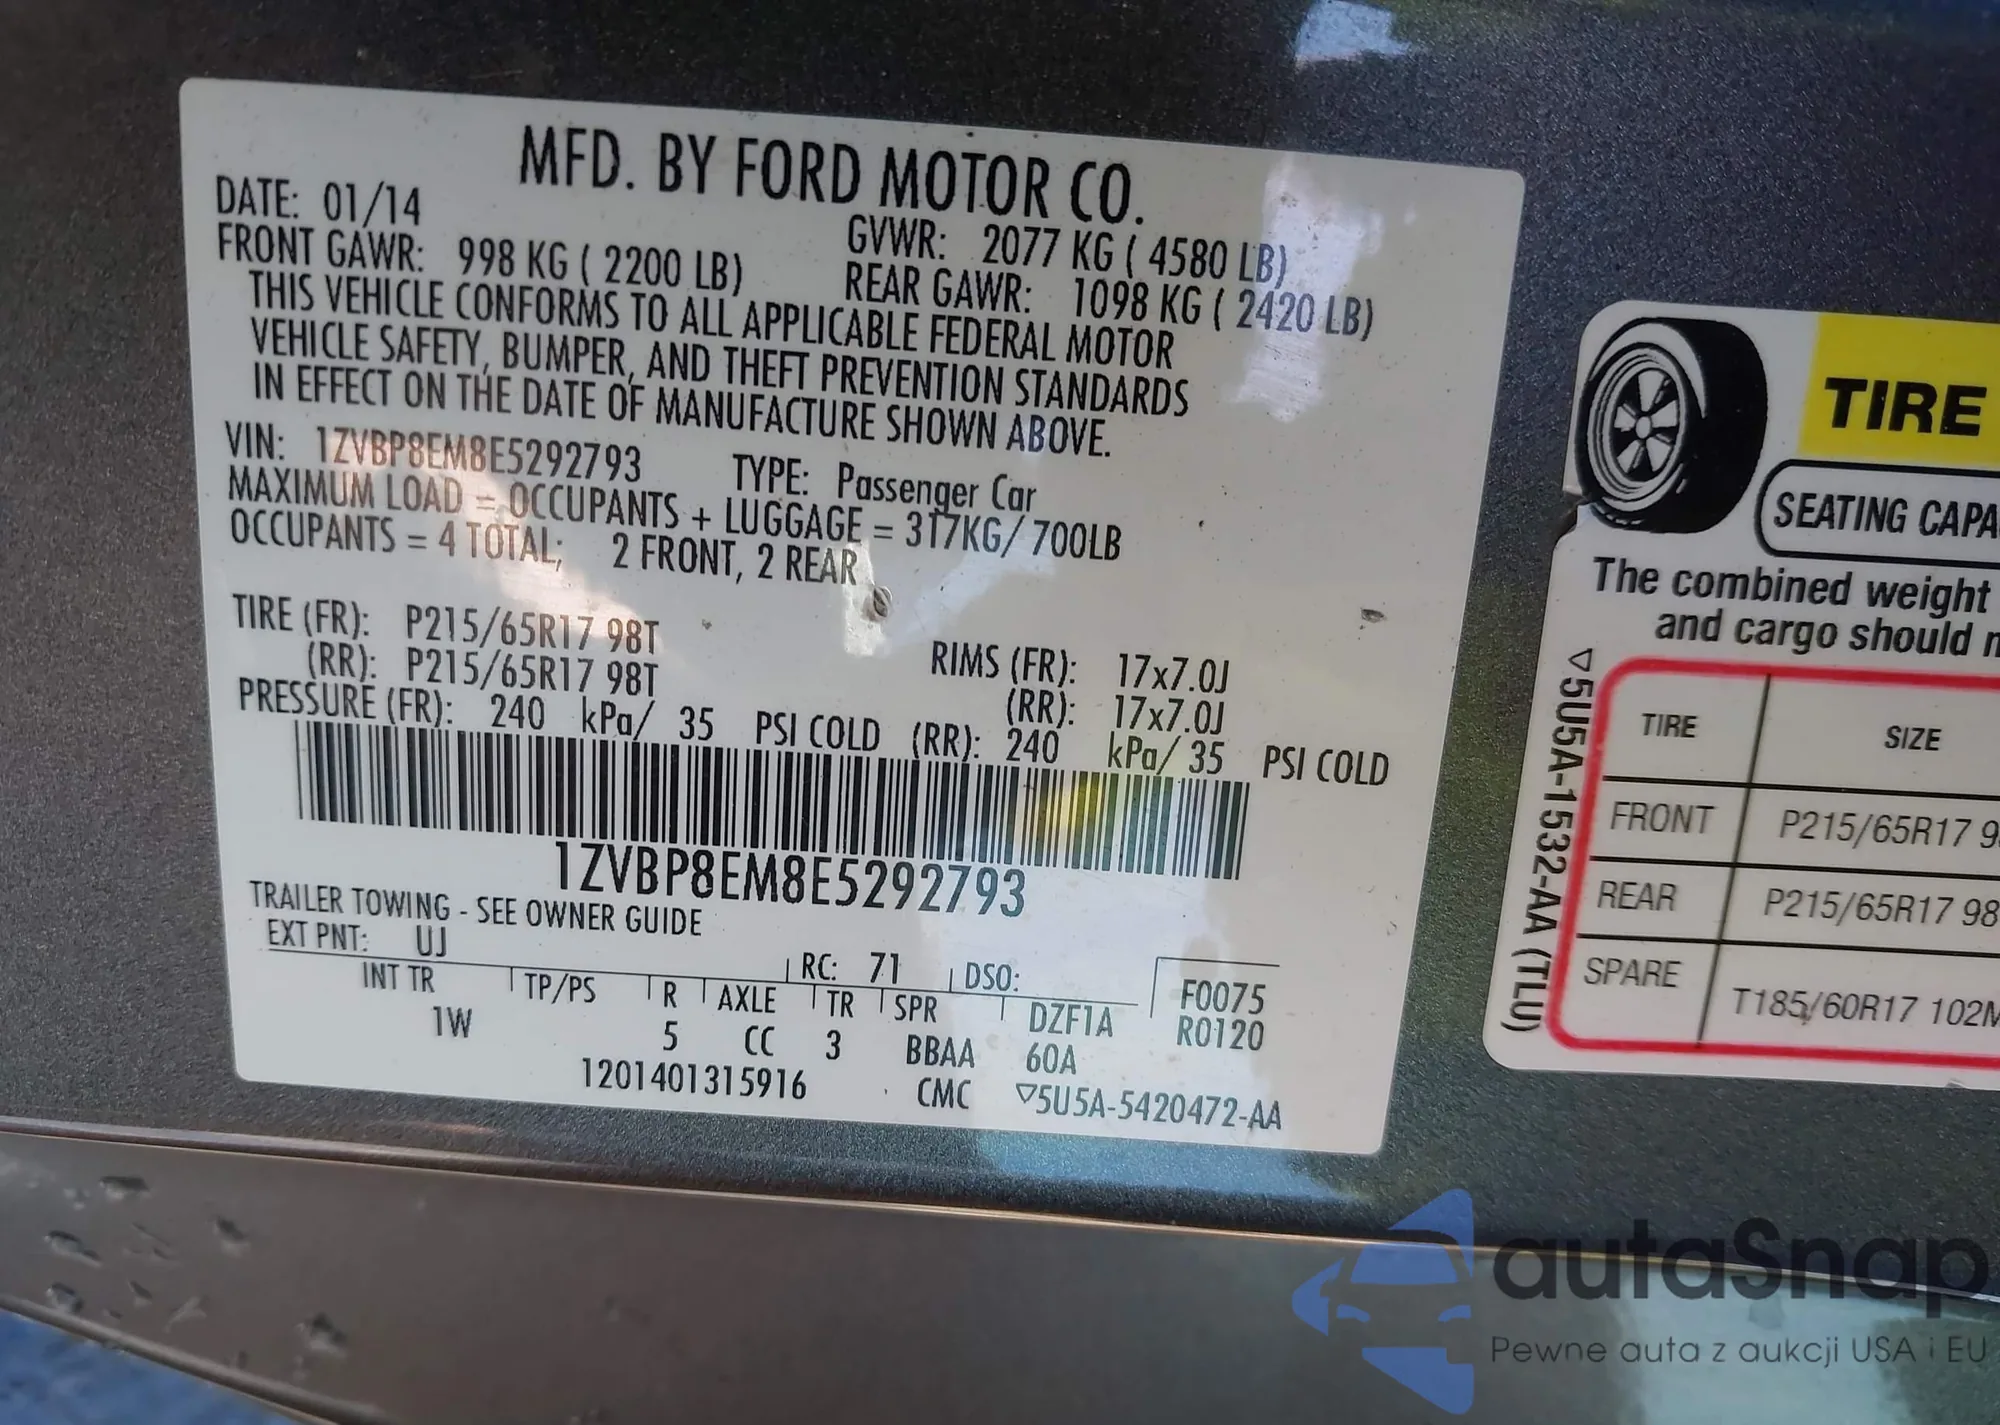 MFD. BY FORD MOTOR CO.
DATE: 01/14
GVWR: 2077 KG ( 4580 LB)
FRONT GAWR: 998 KG ( 2200 LB)
REAR GAWR: 1098 KG ( 2420 LB)
THIS VEHICLE CONFORMS TO ALL APPLICABLE FEDERAL MOTOR
VEHICLE SAFETY, BUMPER, AND THEFT PREVENTION STANDARDS
IN EFFECT ON THE DATE OF MANUFACTURE SHOWN ABOVE.
VIN: 1ZVBP8EM8E5292793 TYPE: Passenger Car
MAXIMUM LOAD = OCCUPANTS + LUGGAGE = 317KG/ 700LB
OCCUPANTS = 4 TOTAL; 2 FRONT, 2 REAR
TIRE (FR): P215/65R17 98T RIMS (FR): 17x7.0J
(RR): P215/65R17 98T (RR): 17x7.0J
PRESSURE (FR): 240 kPa/ 35 PSI COLD (RR): 240 kPa/ 35 PSI COLD
1ZVBP8EM8E5292793
TRAILER TOWING - SEE OWNER GUIDE
EXT PNT: UJ RC: 71 DSO: F0075
INT TR TP/PS R AXLE TR SPR DZF1A R0120
1W 5 CC 3 BBAA 60A
1201401315916 CMC ▽5U5A-5420472-AA
TIRE
SEATING CAPA
The combined weight
and cargo should
TIRE SIZE
FRONT P215/65R17 9
REAR P215/65R17 98
SPARE T185/60R17 102M
▽5U5A-1532-AA (TLU)
autaSnap
Pewne auta z aukcji USA i EU